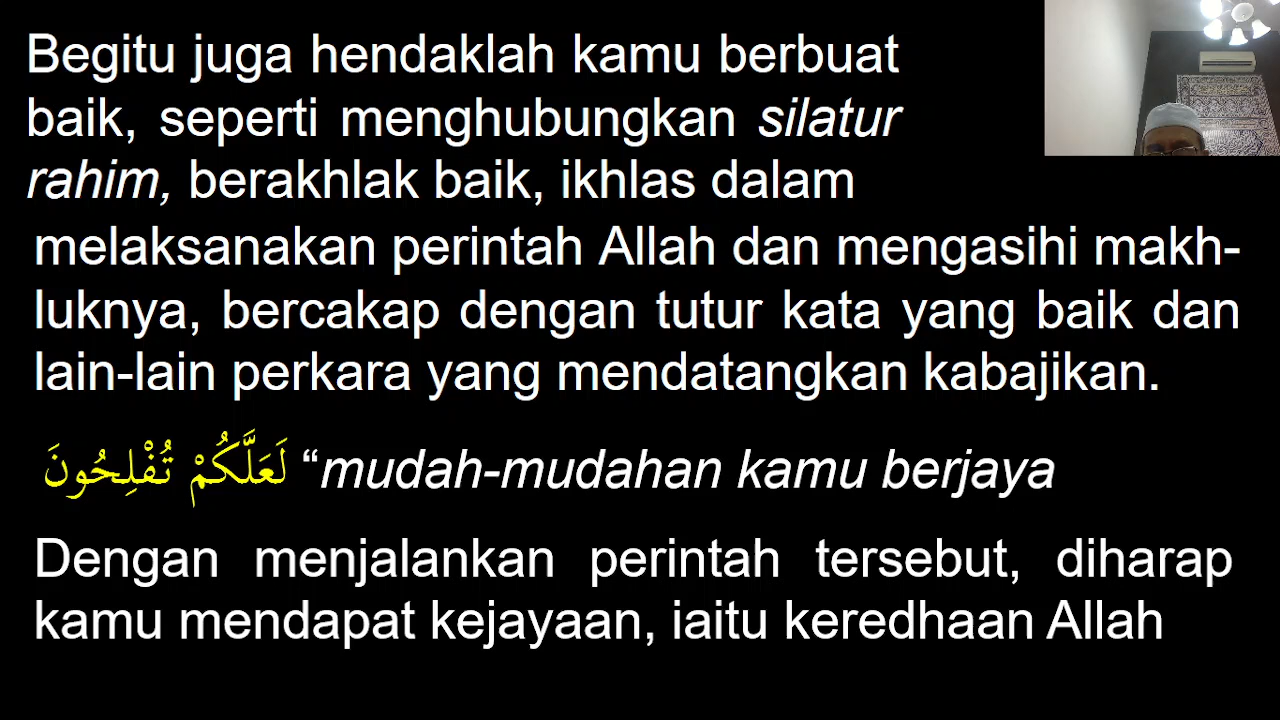 Begitu juga hendaklah kamu berbuat
baik, seperti menghubungkan silatur
rahim, berakhlak baik, ikhlas dalam
melaksanakan perintah Allah dan mengasihi makh-
luknya, bercakap dengan tutur kata yang baik dan
lain-lain perkara yang mendatangkan kabajikan.
لَعَلَّكُمْ تُفْلِحُونَ “mudah-mudahan kamu berjaya
Dengan menjalankan perintah tersebut, diharap
kamu mendapat kejayaan, iaitu keredhaan Allah